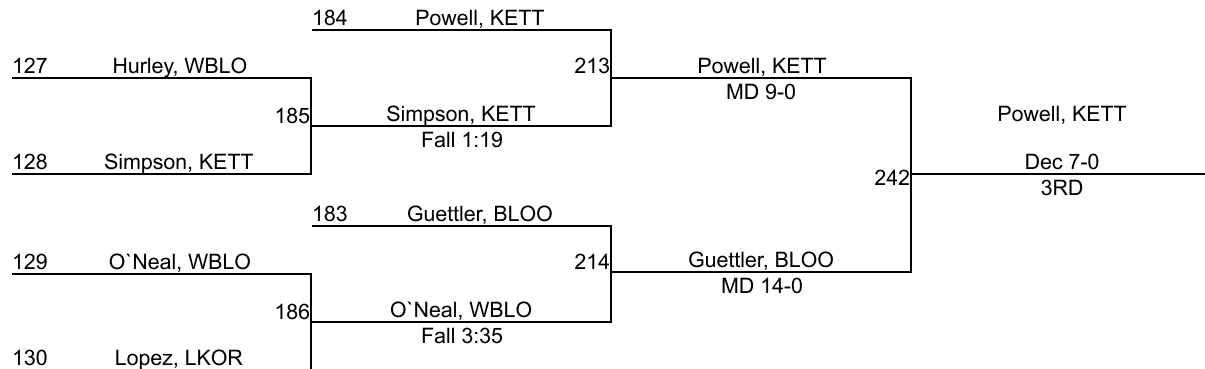 184 Powell, KETT
127 Hurley, WBLO
213 Powell, KETT
MD 9-0
185 Simpson, KETT
Fall 1:19
Powell, KETT
128 Simpson, KETT
Dec 7-0
242
3RD
183 Guettler, BLOO
129 O`Neal, WBLO
214 Guettler, BLOO
MD 14-0
186 O`Neal, WBLO
Fall 3:35
130 Lopez, LKOR